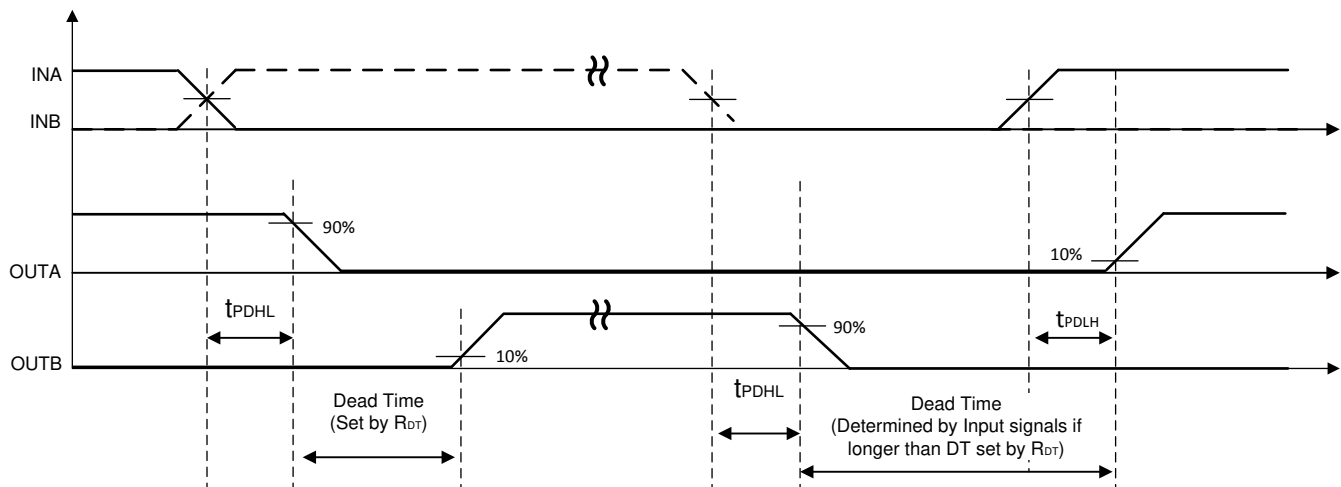 INA
INB
90%
10%
OUTA
tPDHL
tPDLH
90%
10%
OUTB
tPDHL
Dead Time
(Set by RDT)
Dead Time
(Determined by Input signals if
longer than DT set by RDT)